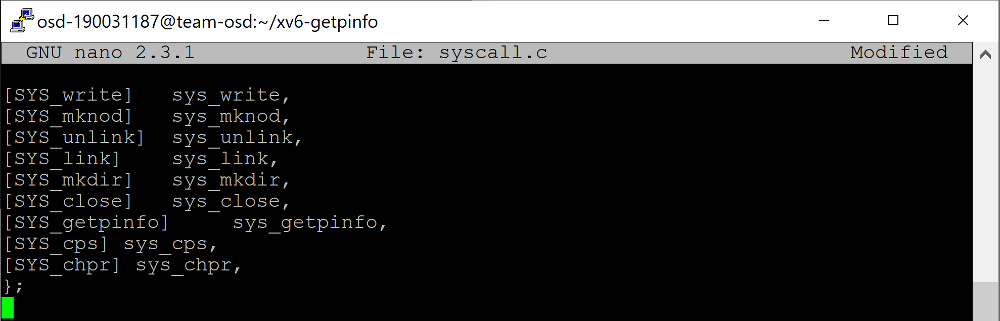 osd-190031187@team-osd:~/xv6-getpinfo
GNU nano 2.3.1 File: syscall.c Modified
[SYS_write] sys_write,
[SYS_mknod] sys_mknod,
[SYS_unlink] sys_unlink,
[SYS_link] sys_link,
[SYS_mkdir] sys_mkdir,
[SYS_close] sys_close,
[SYS_getpinfo] sys_getpinfo,
[SYS_cps] sys_cps,
[SYS_chpr] sys_chpr,
};